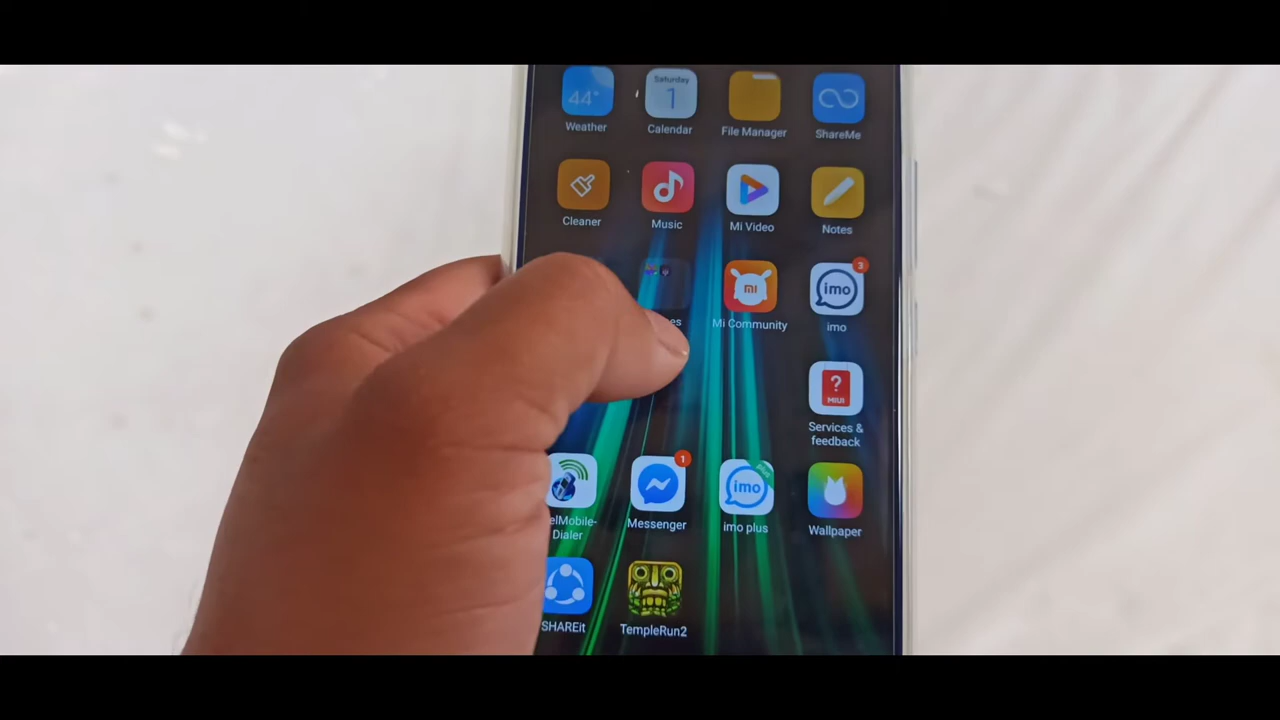 44°
Saturday
1
Weather
Calendar
File Manager
ShareMe
Cleaner
Music
Mi Video
Notes
mi
3
imo
Mi Community
imo
?
MIUI
Services &
feedback
1
imo
plus
elMobile-
Dialer
Messenger
imo plus
Wallpaper
SHAREit
TempleRun2